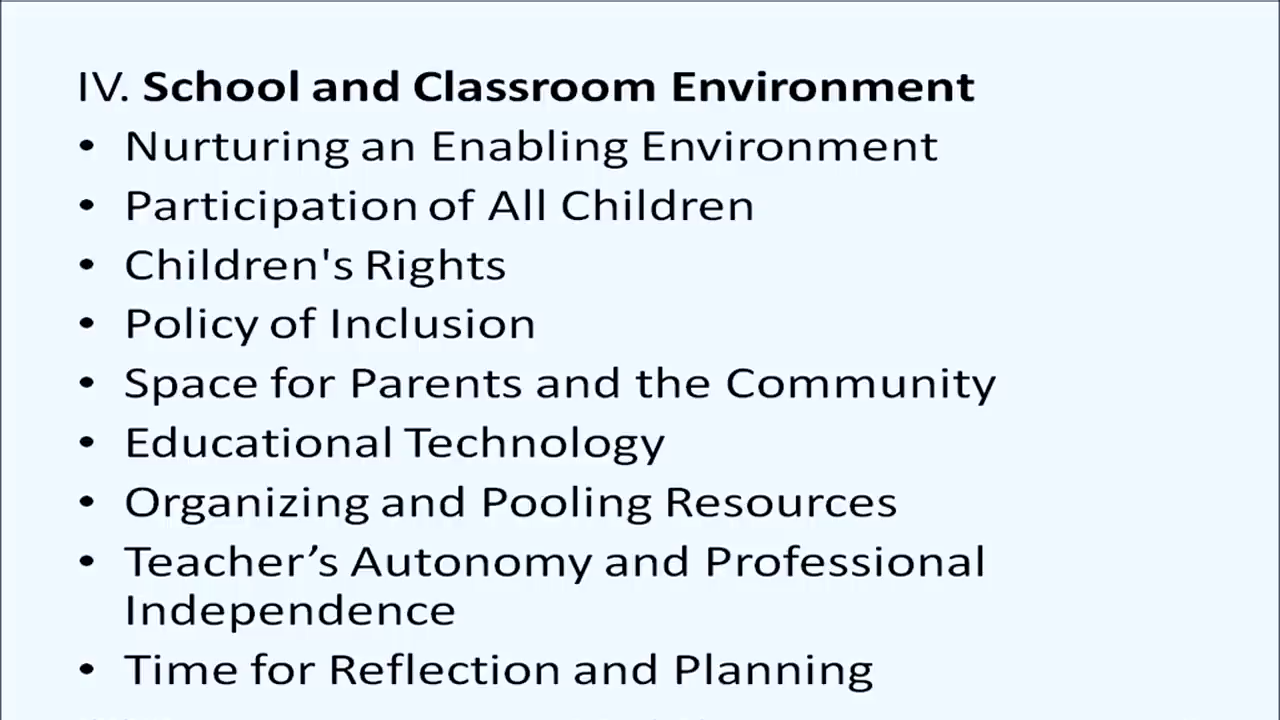 IV. School and Classroom Environment
• Nurturing an Enabling Environment
• Participation of All Children
• Children's Rights
• Policy of Inclusion
• Space for Parents and the Community
• Educational Technology
• Organizing and Pooling Resources
• Teacher’s Autonomy and Professional
Independence
• Time for Reflection and Planning